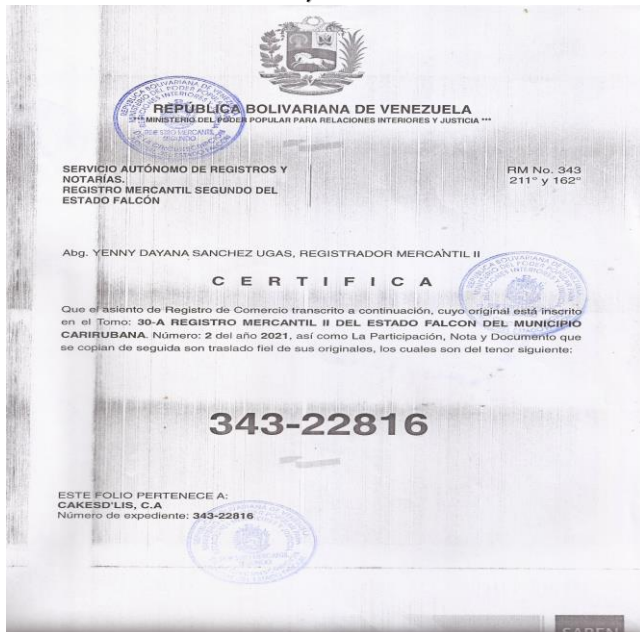 REPÚBLICA BOLIVARIANA DE VENEZUELA
*** MINISTERIO DEL PODER POPULAR PARA RELACIONES INTERIORES Y JUSTICIA ***
SERVICIO AUTÓNOMO DE REGISTROS Y
NOTARÍAS.
REGISTRO MERCANTIL SEGUNDO DEL
ESTADO FALCÓN
RM No. 343
211° y 162°
Abg. YENNY DAYANA SANCHEZ UGAS, REGISTRADOR MERCANTIL II
C E R T I F I C A
Que el asiento de Registro de Comercio transcrito a continuación, cuyo original está inscrito
en el Tomo: 30-A REGISTRO MERCANTIL II DEL ESTADO FALCON DEL MUNICIPIO
CARIRUBANA. Número: 2 del año 2021, así como La Participación, Nota y Documento que
se copian de seguida son traslado fiel de sus originales, los cuales son del tenor siguiente:
343-22816
ESTE FOLIO PERTENECE A:
CAKESD'LIS, C.A
Número de expediente: 343-22816